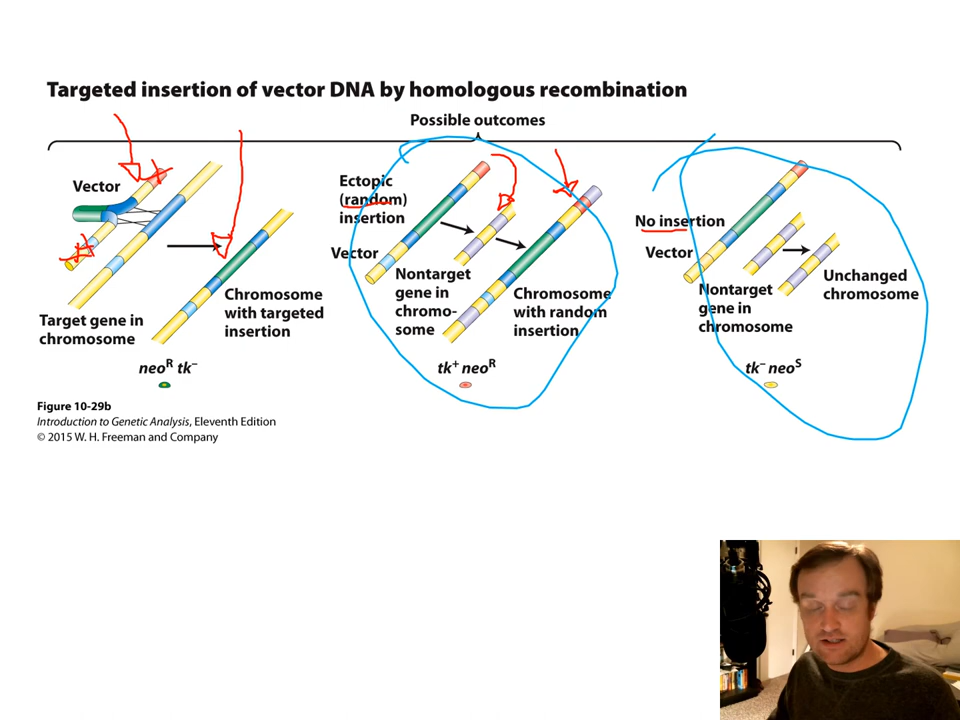 Targeted insertion of vector DNA by homologous recombination
Possible outcomes
Vector
Target gene in
chromosome
Chromosome
with targeted
insertion
neoR tk–
Ectopic
(random)
insertion
Vector
Nontarget
gene in
chromo-
some
Chromosome
with random
insertion
tk+ neoR
No insertion
Vector
Nontarget
gene in
chromosome
Unchanged
chromosome
tk– neoS
Figure 10-29b
Introduction to Genetic Analysis, Eleventh Edition
© 2015 W. H. Freeman and Company